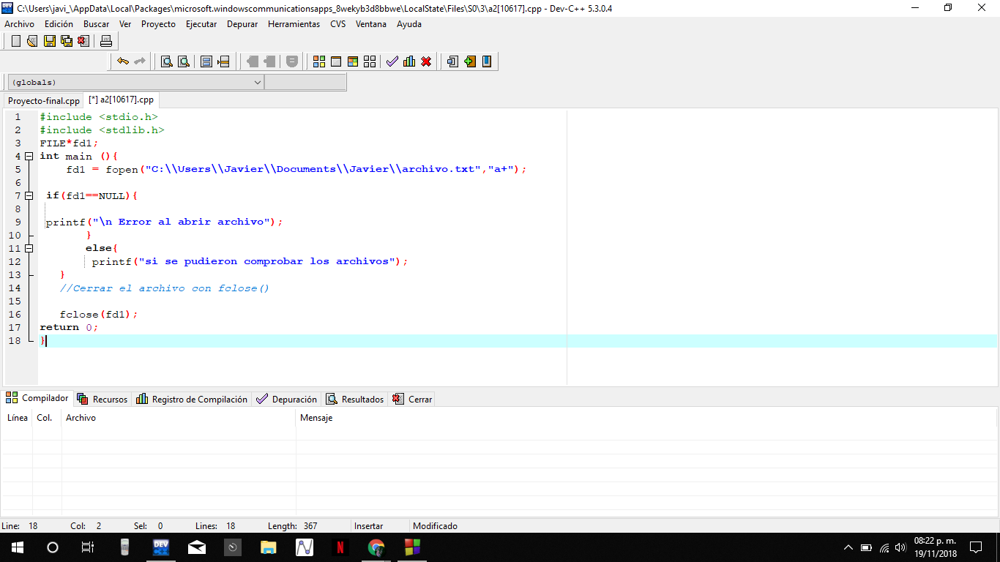 C:\Users\javi_\AppData\Local\Packages\microsoft.windowscommunicationsapps_8wekyb3d8bbwe\LocalState\Files\S0\3\a2[10617].cpp - Dev-C++ 5.3.0.4
Archivo Edición Buscar Ver Proyecto Ejecutar Depurar Herramientas CVS Ventana Ayuda
(globals)
Proyecto-final.cpp [*] a2[10617].cpp
1 #include <stdio.h>
2 #include <stdlib.h>
3 FILE*fd1;
4 int main (){
5 fd1 = fopen("C:\\Users\\Javier\\Documents\\Javier\\archivo.txt","a+");
6
7 if(fd1==NULL){
8
9 printf("\n Error al abrir archivo");
10 }
11 else{
12 printf("si se pudieron comprobar los archivos");
13 }
14 //Cerrar el archivo con fclose()
15
16 fclose(fd1);
17 return 0;
18 }
Compilador Recursos Registro de Compilación Depuración Resultados Cerrar
Línea Col. Archivo Mensaje
Line: 18 Col: 2 Sel: 0 Lines: 18 Length: 367 Insertar Modificado
DEV
N
08:22 p. m.
19/11/2018